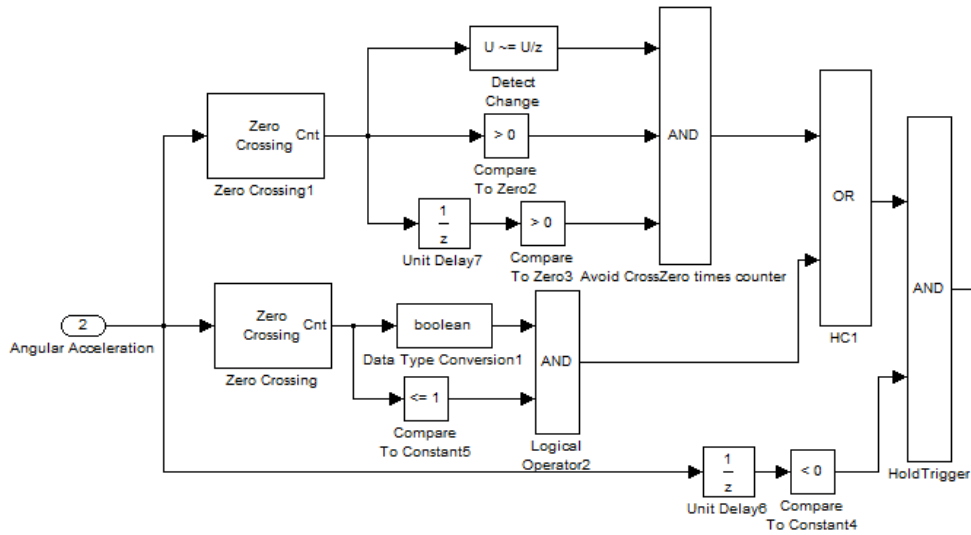 U ~= U/z
Detect
Change
Zero
Crossing
Cnt
Zero Crossing1
> 0
Compare
To Zero2
1
z
Unit Delay7
> 0
Compare
To Zero3
AND
Avoid CrossZero times counter
OR
HC1
AND
HoldTrigger
2
Angular Acceleration
Zero
Crossing
Cnt
Zero Crossing
boolean
Data Type Conversion1
<= 1
Compare
To Constant5
AND
Logical
Operator2
1
z
Unit Delay6
< 0
Compare
To Constant4